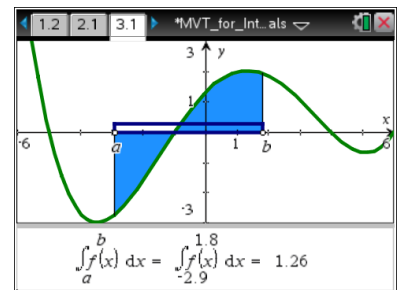 1.2 2.1 3.1 *MVT_for_Int...als
3 y
1
x
-6 a 1 b 6
-3
b 1.8
∫f(x) dx = ∫f(x) dx = 1.26
a -2.9